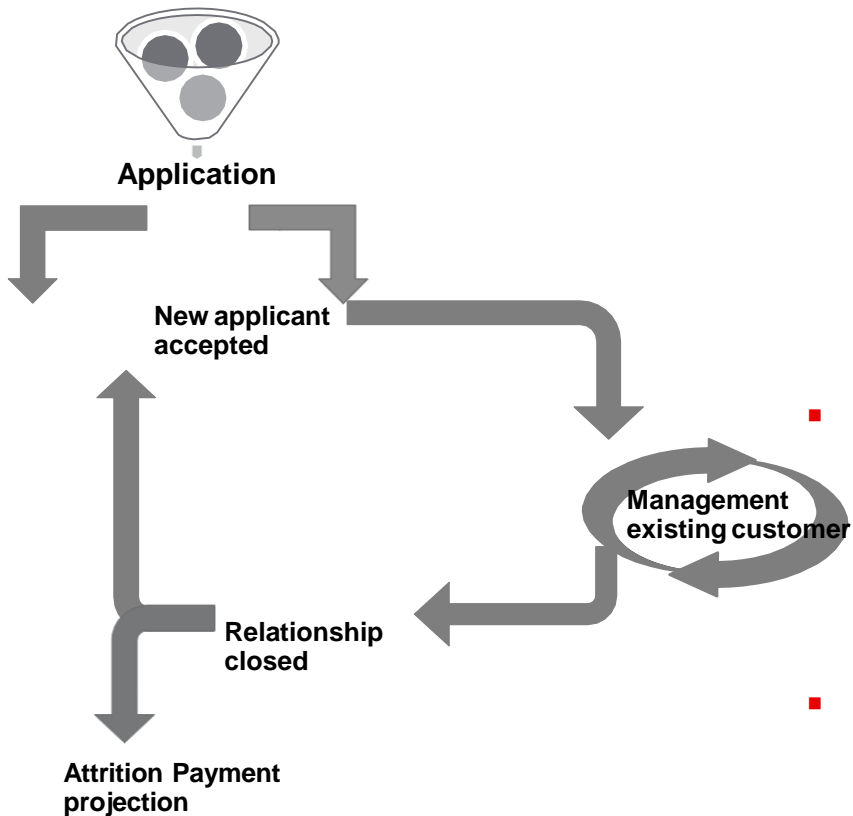 Application
New applicant
accepted
Management
existing customer
Relationship
closed
Attrition Payment
projection